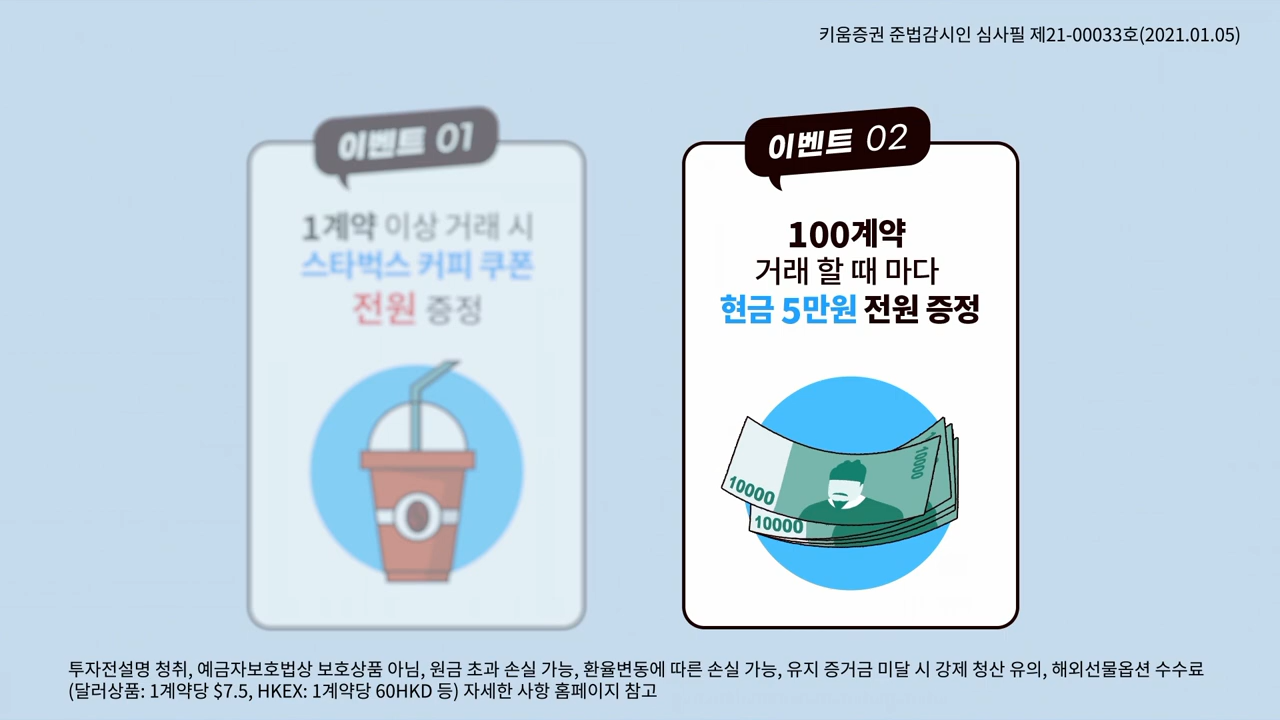 키움증권 준법감시인 심사필 제21-00033호(2021.01.05)
이벤트 01
1계약 이상 거래 시
스타벅스 커피 쿠폰
전원 증정
이벤트 02
100계약
거래 할 때 마다
현금 5만원 전원 증정
10000
10000
10000
투자전설명 청취, 예금자보호법상 보호상품 아님, 원금 초과 손실 가능, 환율변동에 따른 손실 가능, 유지 증거금 미달 시 강제 청산 유의, 해외선물옵션 수수료
(달러상품: 1계약당 $7.5, HKEX: 1계약당 60HKD 등) 자세한 사항 홈페이지 참고